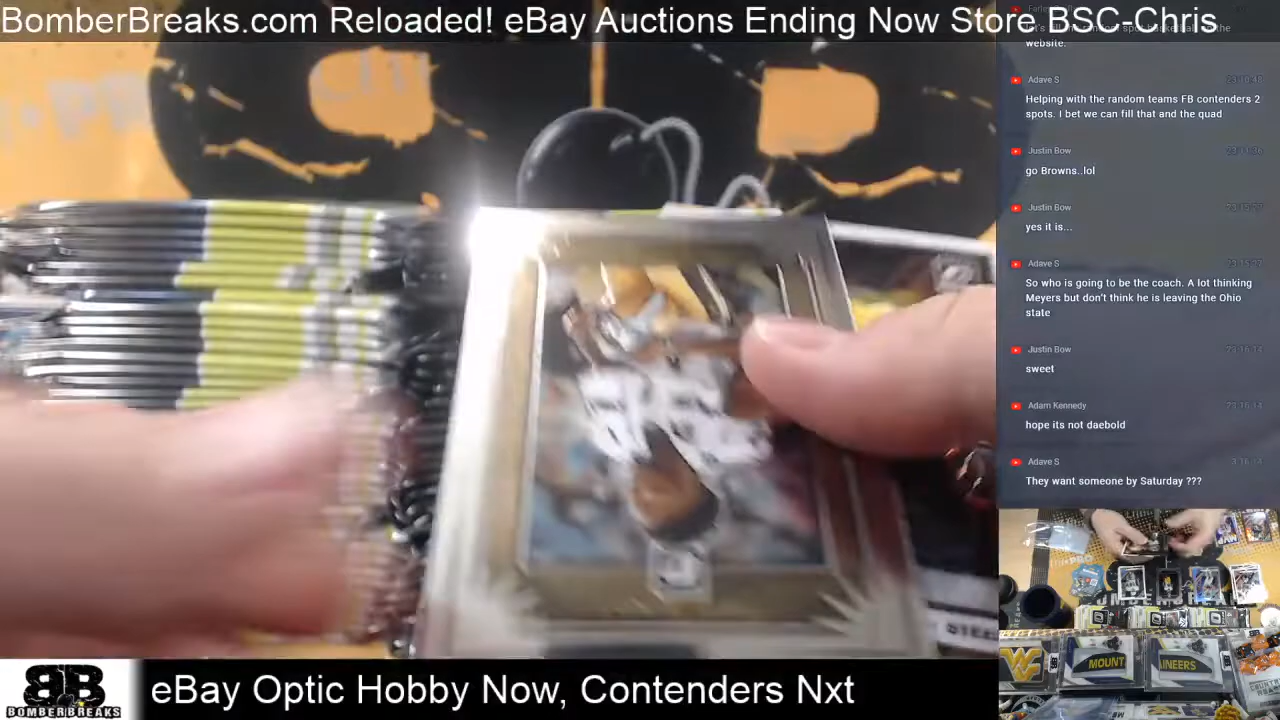 BomberBreaks.com Reloaded! eBay Auctions Ending Now Store BSC-Chris
website.
Adave S
Helping with the random teams FB contenders 2
spots. I bet we can fill that and the quad
Justin Bow
go Browns..lol
Justin Bow
yes it is...
Adave S
So who is going to be the coach. A lot thinking
Meyers but don't think he is leaving the Ohio
state
Justin Bow
sweet
Adam Kennedy
hope its not daebold
Adave S
They want someone by Saturday ???
MOUNT
AINEERS
BB
BOMBERBREAKS
eBay Optic Hobby Now, Contenders Nxt